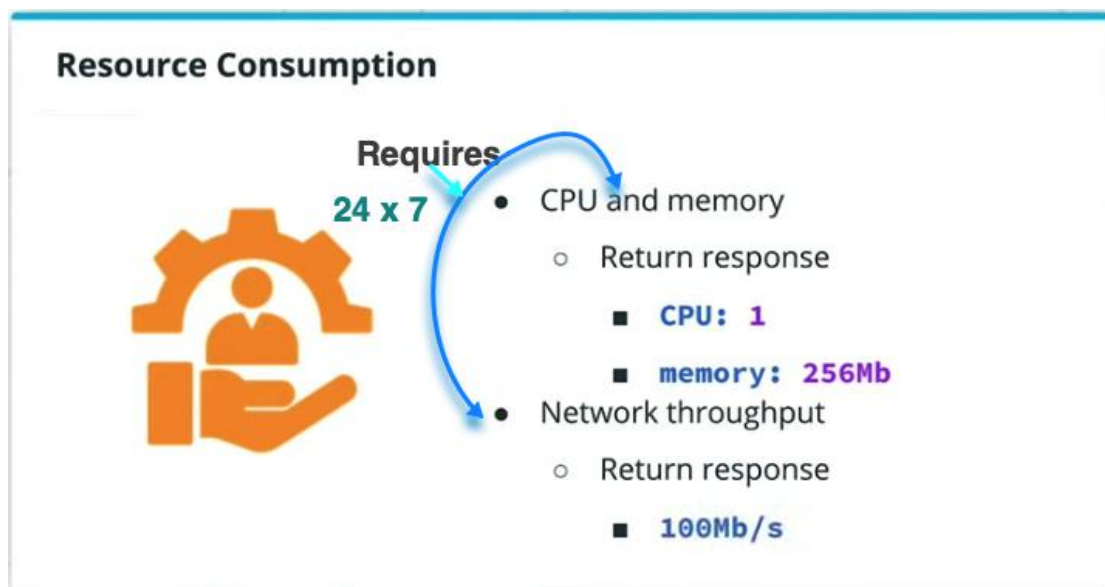 Resource Consumption
Requires
24 x 7
● CPU and memory
○ Return response
■ CPU: 1
■ memory: 256Mb
● Network throughput
○ Return response
■ 100Mb/s